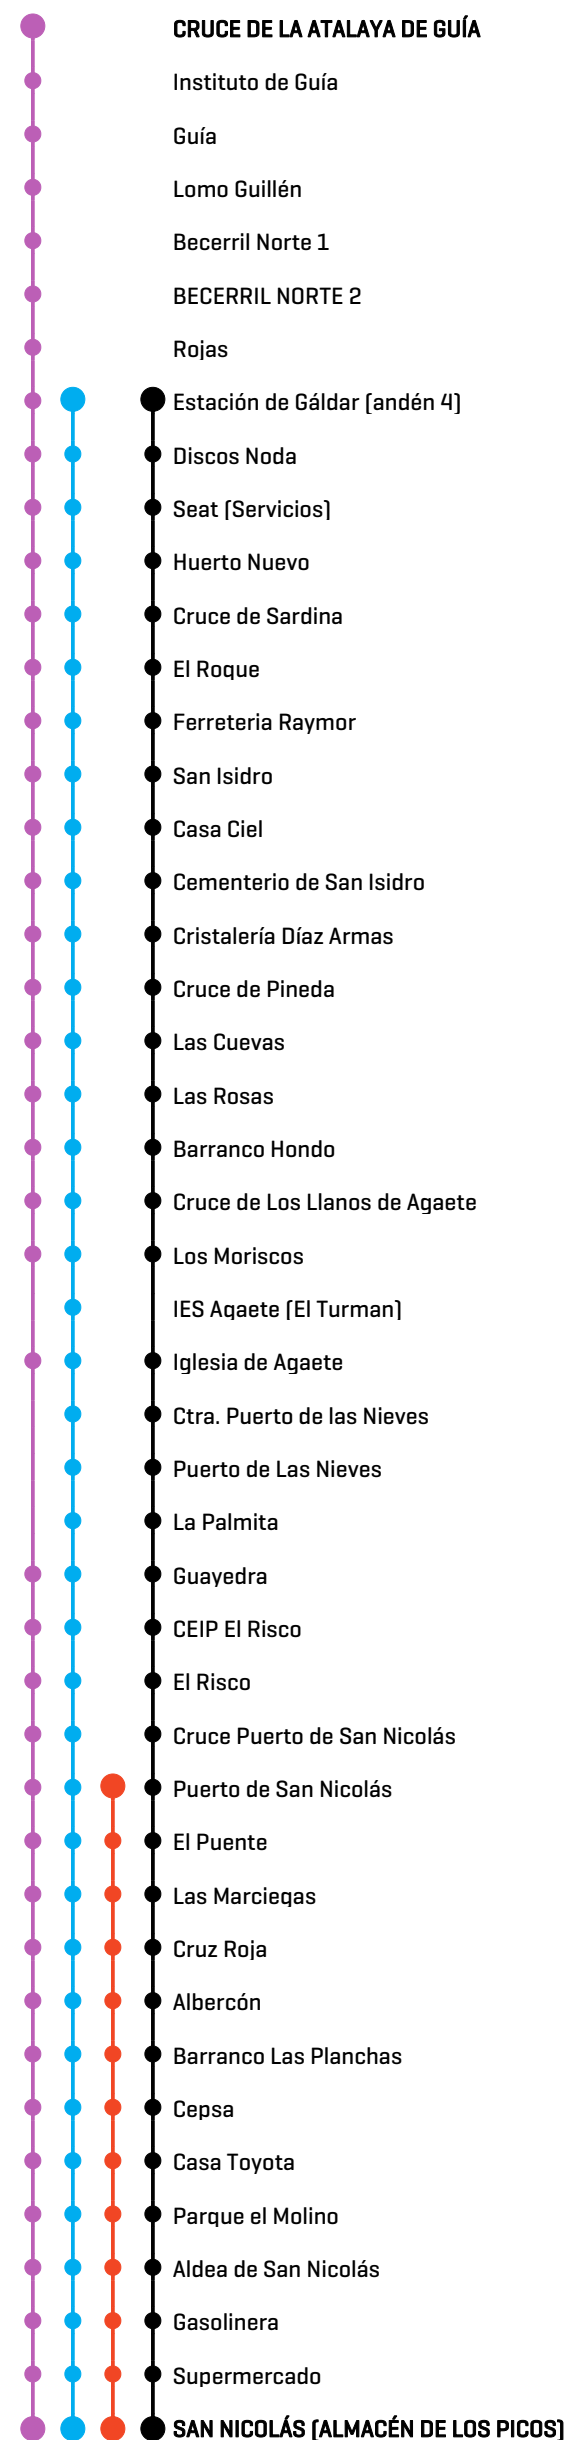 CRUCE DE LA ATALAYA DE GUÍA
Instituto de Guía
Guía
Lomo Guillén
Becerril Norte 1
BECERRIL NORTE 2
Rojas
Estación de Gáldar (andén 4)
Discos Noda
Seat (Servicios)
Huerto Nuevo
Cruce de Sardina
El Roque
Ferreteria Raymor
San Isidro
Casa Ciel
Cementerio de San Isidro
Cristalería Díaz Armas
Cruce de Pineda
Las Cuevas
Las Rosas
Barranco Hondo
Cruce de Los Llanos de Agaete
Los Moriscos
IES Agaete (El Turman)
Iglesia de Agaete
Ctra. Puerto de las Nieves
Puerto de Las Nieves
La Palmita
Guayedra
CEIP El Risco
El Risco
Cruce Puerto de San Nicolás
Puerto de San Nicolás
El Puente
Las Marciegas
Cruz Roja
Albercón
Barranco Las Planchas
Cepsa
Casa Toyota
Parque el Molino
Aldea de San Nicolás
Gasolinera
Supermercado
SAN NICOLÁS (ALMACÉN DE LOS PICOS)